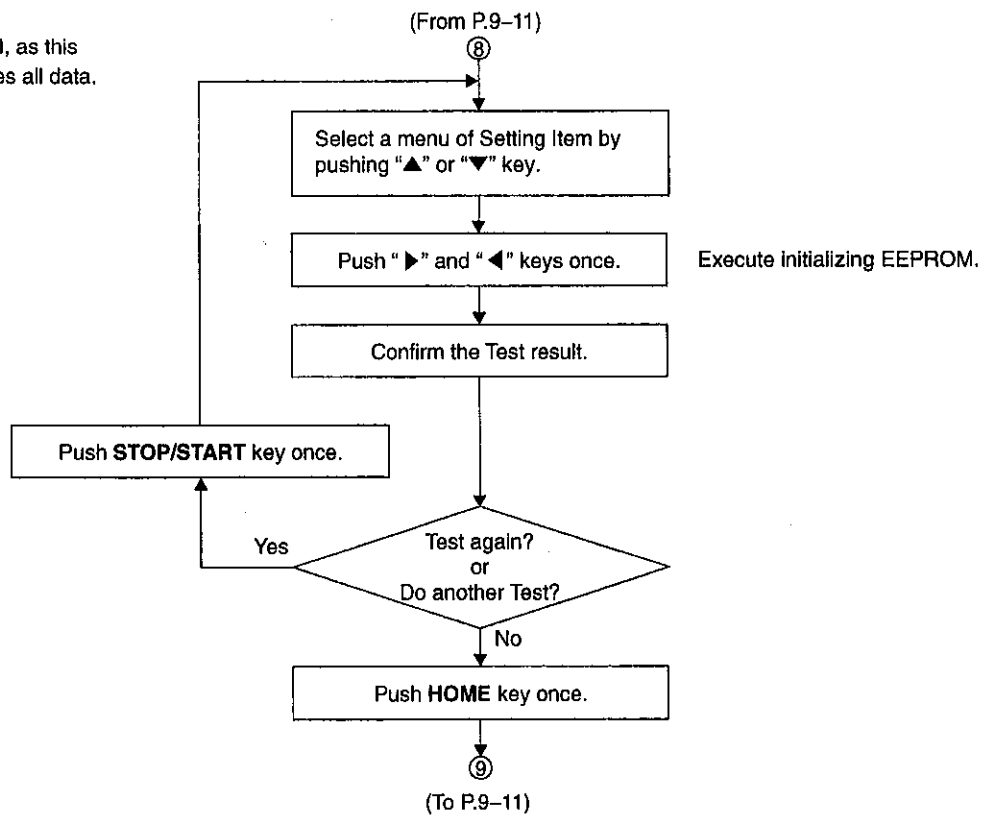 (From P.9–11)
⑧
, as this
es all data.
Select a menu of Setting Item by
pushing “▲” or “▼” key.
Push “ ▶” and “ ◀” keys once.
Execute initializing EEPROM.
Confirm the Test result.
Push STOP/START key once.
Yes
Test again?
or
Do another Test?
No
Push HOME key once.
⑨
(To P.9–11)